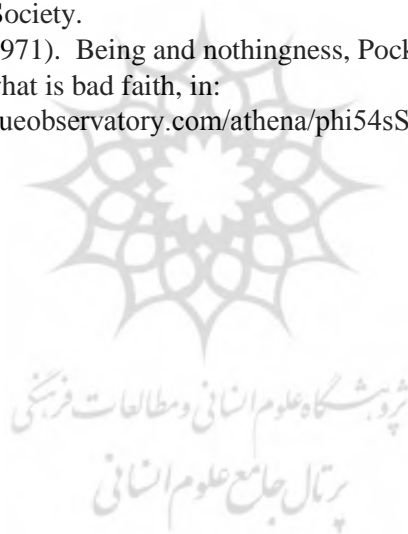 Society.
971). Being and nothingness, Pock
what is bad faith, in:
ueobservatory.com/athena/phi54sS
پژوهشگاه علوم انسانی و مطالعات فرهنگی
پرتال جامع علوم انسانی